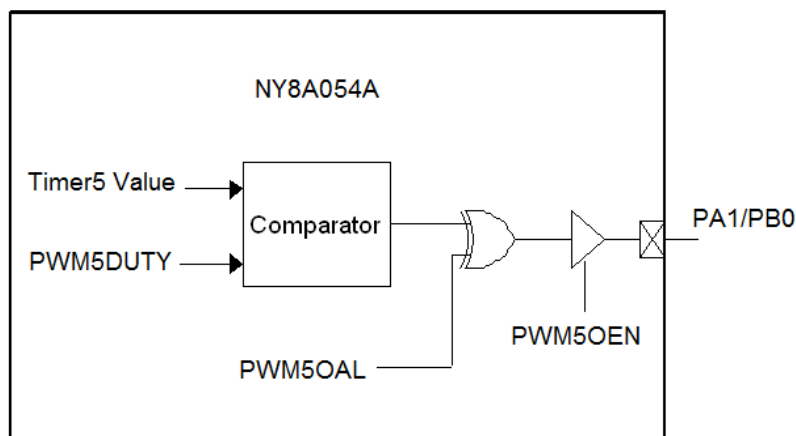 NY8A054A
Timer5 Value
Comparator
PA1/PB0
PWM5DUTY
PWM5OEN
PWM5OAL